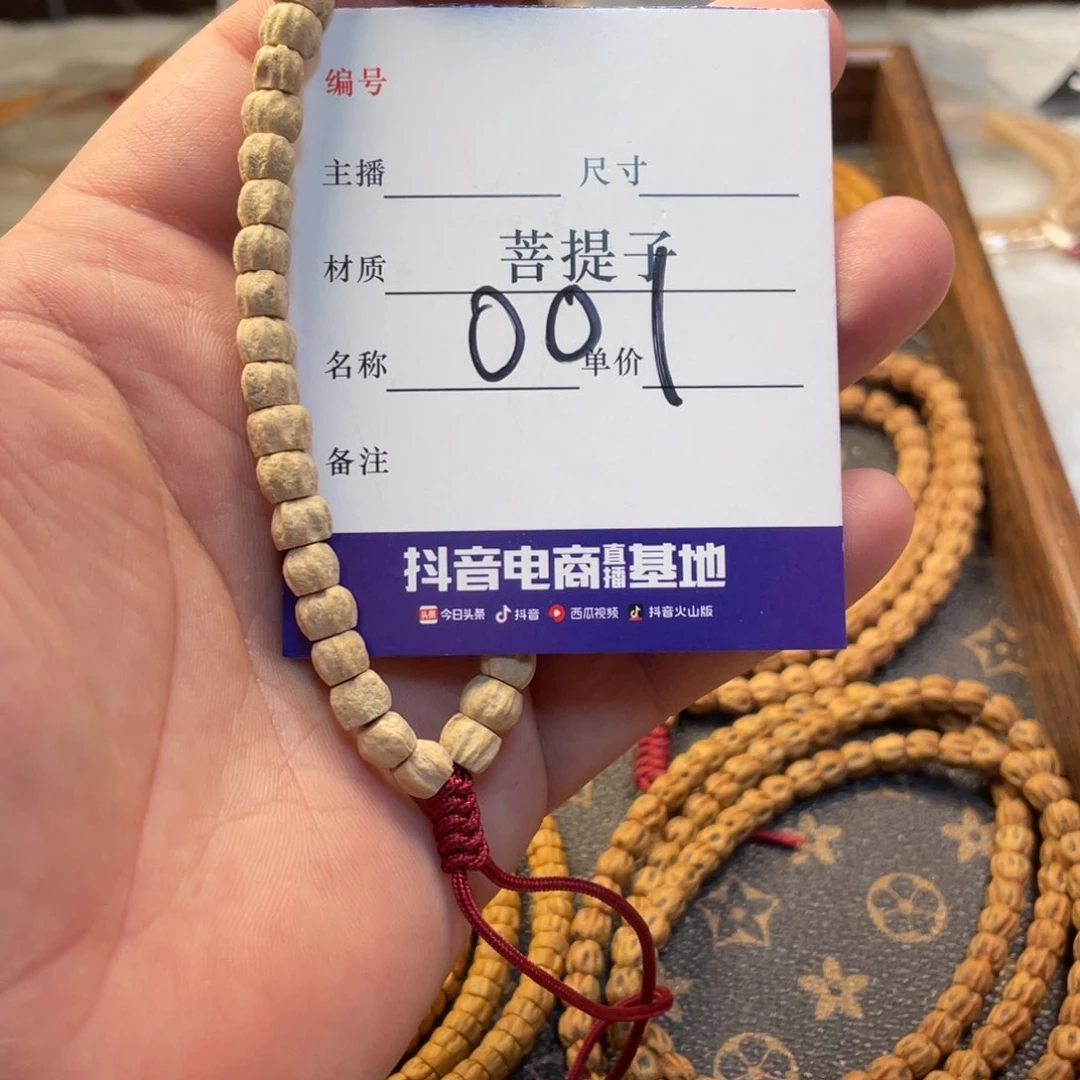 编号
主播 尺寸
材质 菩提子
001
名称 单价
备注
抖音电商直播基地
头条 今日头条 抖音 西瓜视频 抖音火山版